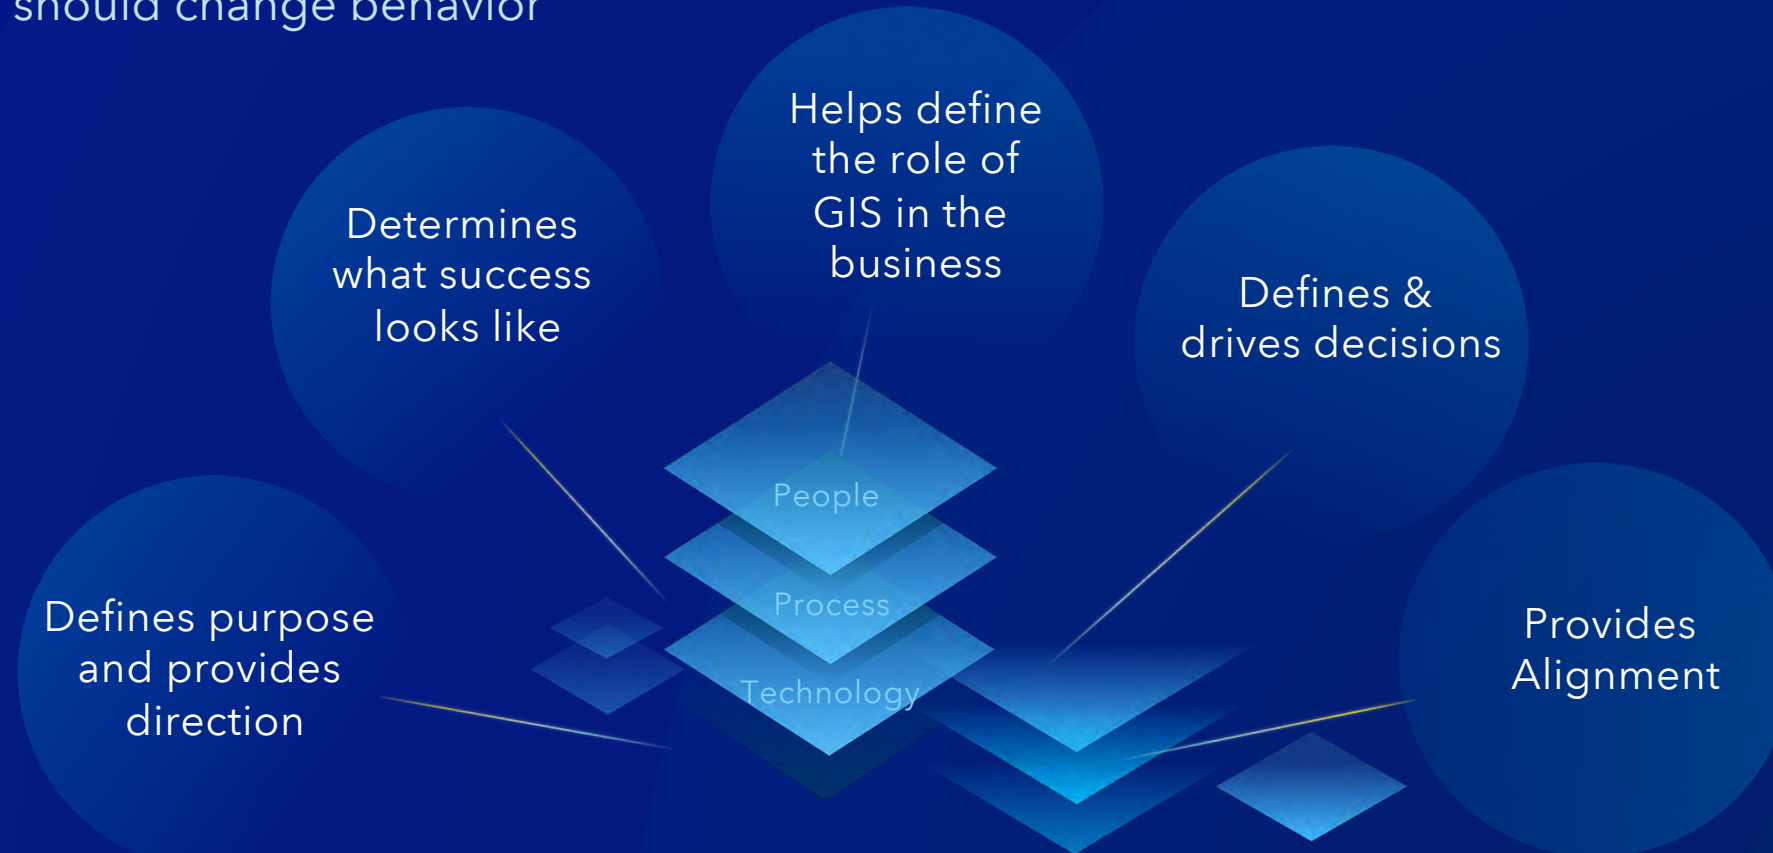 should change behavior
Helps define
the role of
GIS in the
business
Determines
what success
looks like
Defines &
drives decisions
People
Process
Technology
Defines purpose
and provides
direction
Provides
Alignment